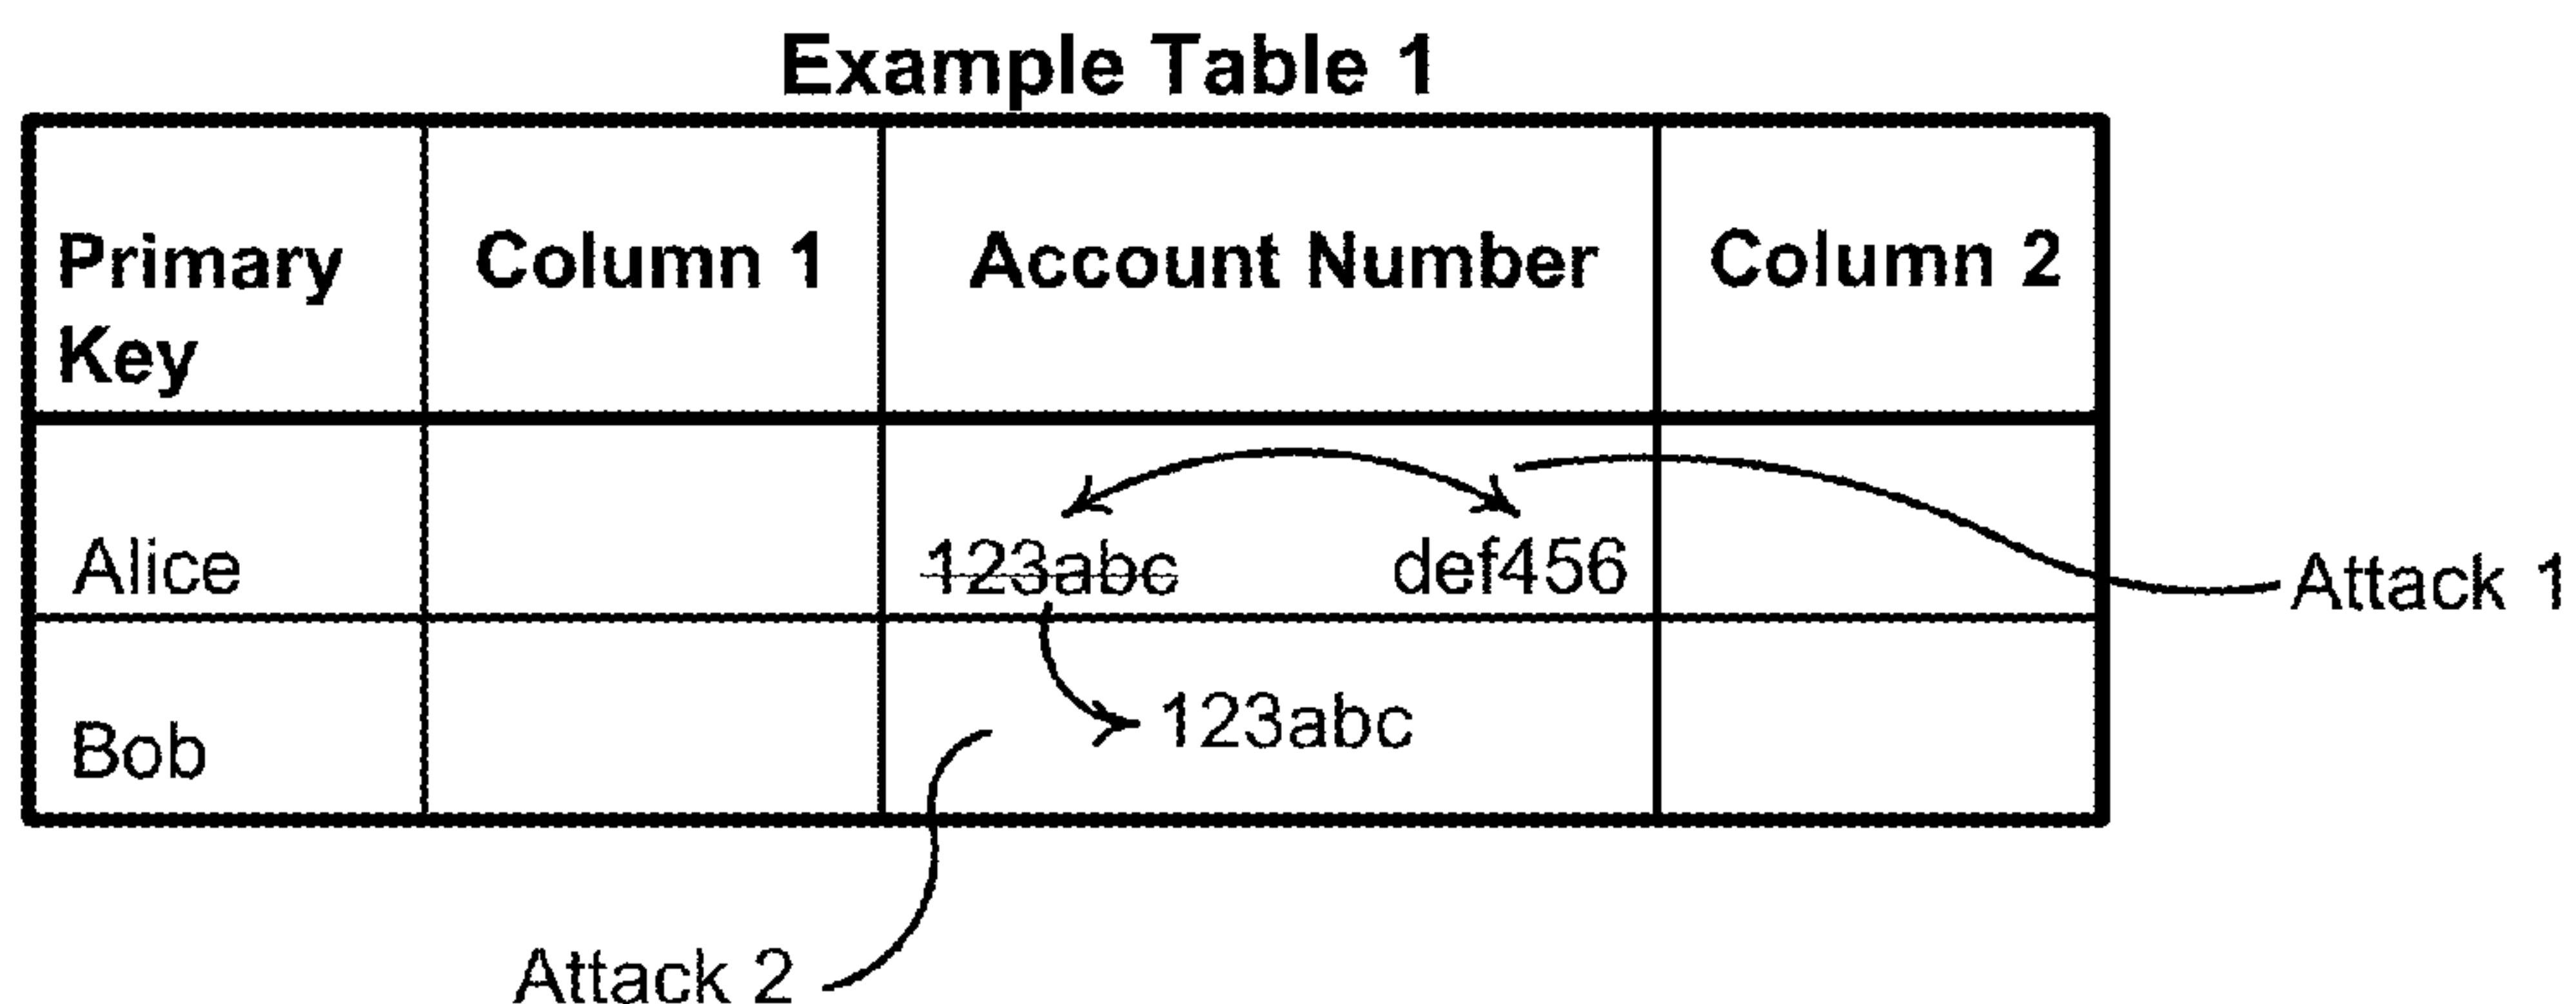 Example Table 1
Primary Key Column 1 Account Number Column 2
Alice 123abc def456
Attack 1
Bob 123abc
Attack 2